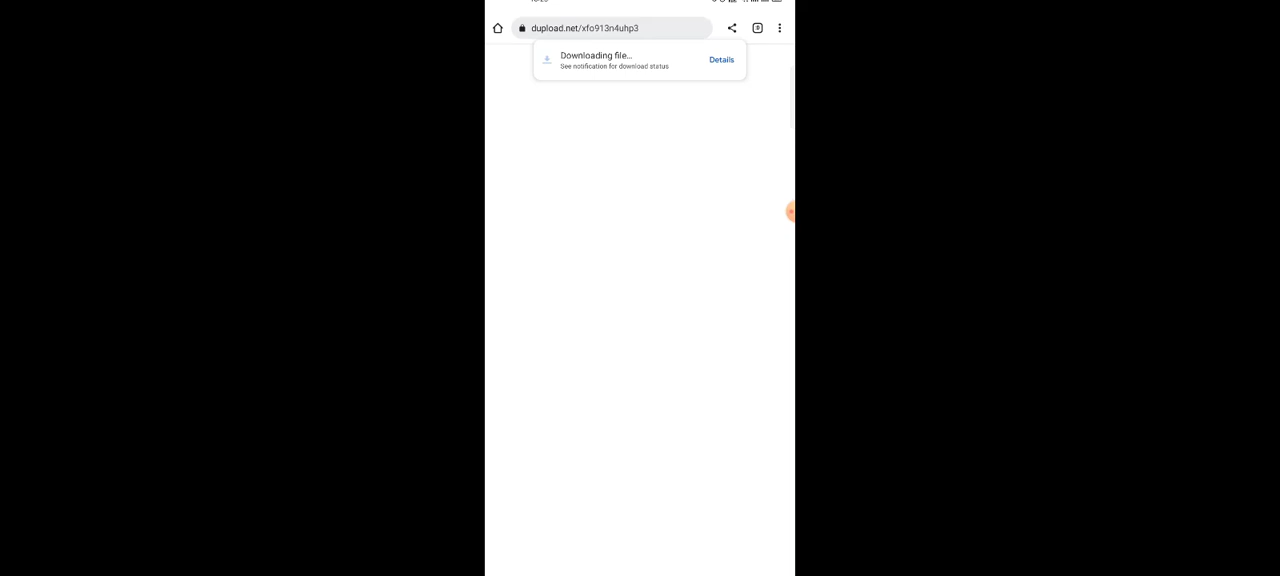 dupload.net/xfo913n4uhp3
Downloading file...
See notification for download status
Details